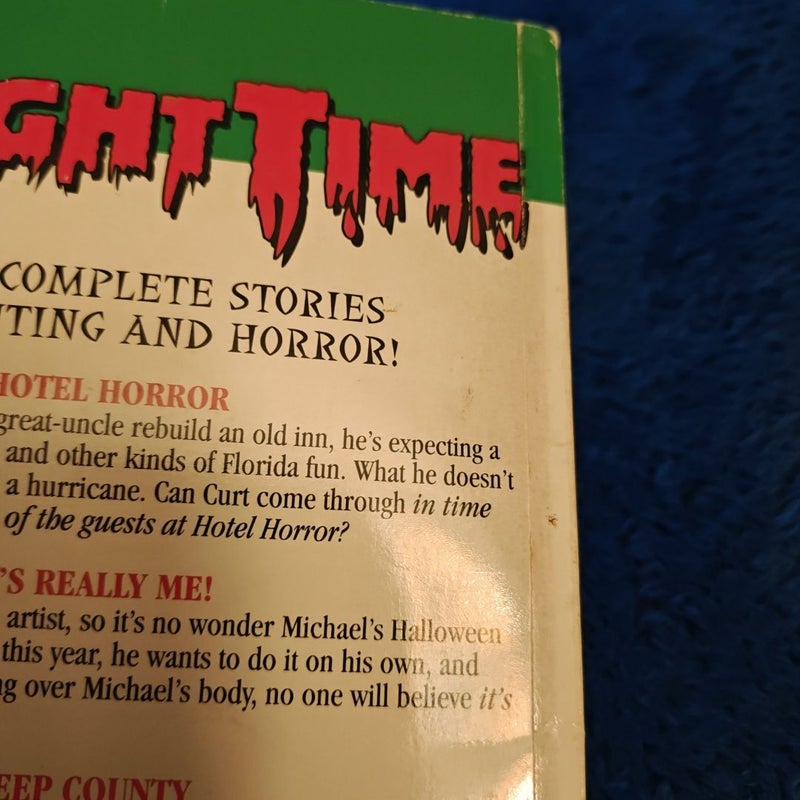 GHT TIME
COMPLETE STORIES
TING AND HORROR!
HOTEL HORROR
great-uncle rebuild an old inn, he's expecting a
and other kinds of Florida fun. What he doesn't
a hurricane. Can Curt come through in time
of the guests at Hotel Horror?
'S REALLY ME!
artist, so it's no wonder Michael's Halloween
this year, he wants to do it on his own, and
ng over Michael's body, no one will believe it's
EEP COUNTY